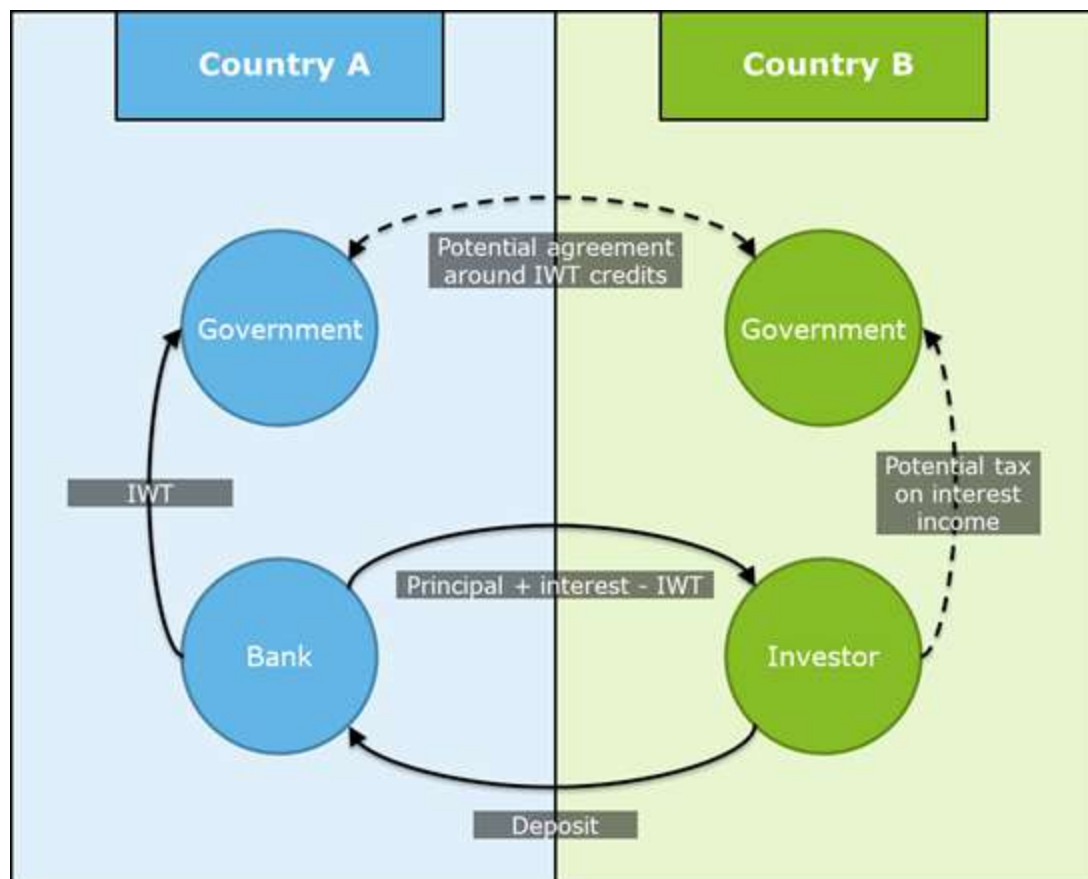 Country A
Country B
Potential agreement
around IWT credits
Government
Government
IWT
Potential tax
on interest
income
Principal + interest - IWT
Bank
Investor
Deposit